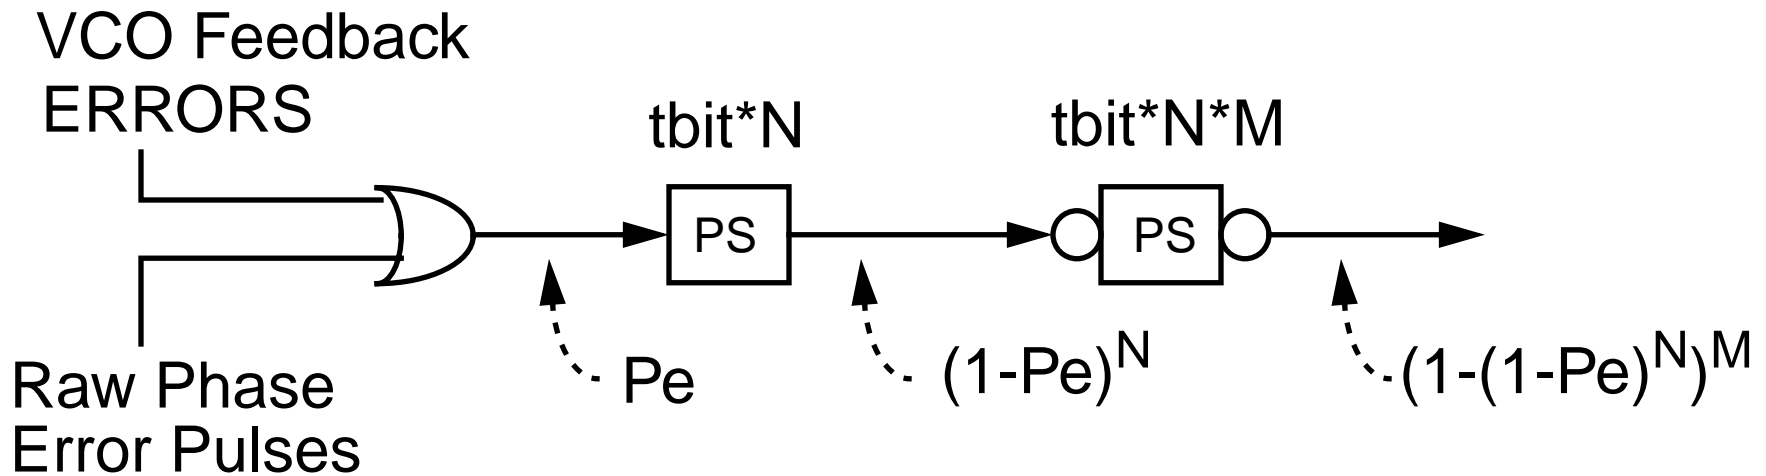 VCO Feedback
ERRORS
tbit*N
tbit*N*M
PS
PS
Pe
(1-Pe)^N
(1-(1-Pe)^N)^M
Raw Phase
Error Pulses